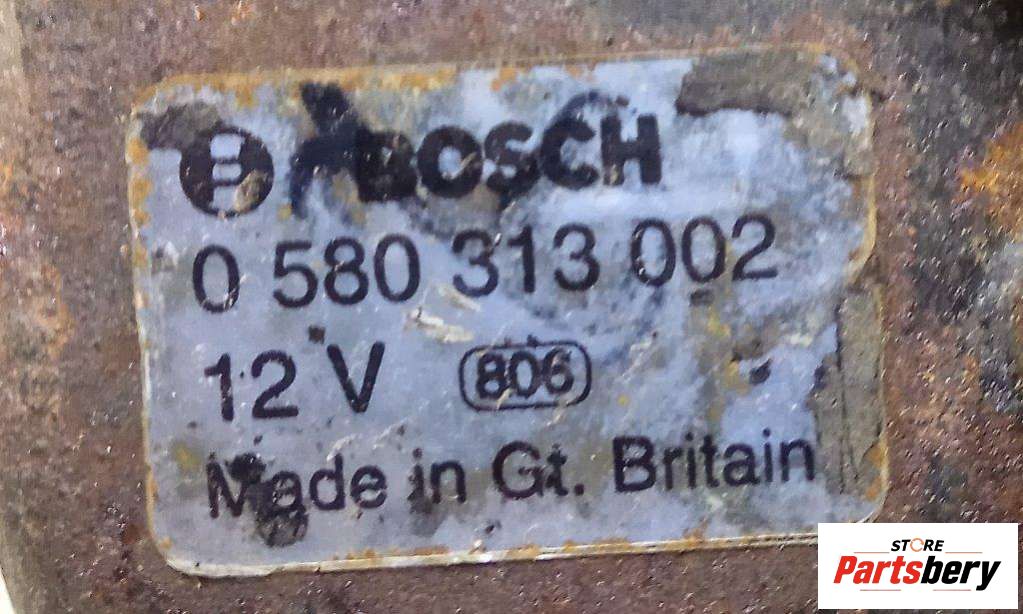 BOSCH
0 580 313 002
12 V 806
Made in Gt. Britain
STORE
Partsbery